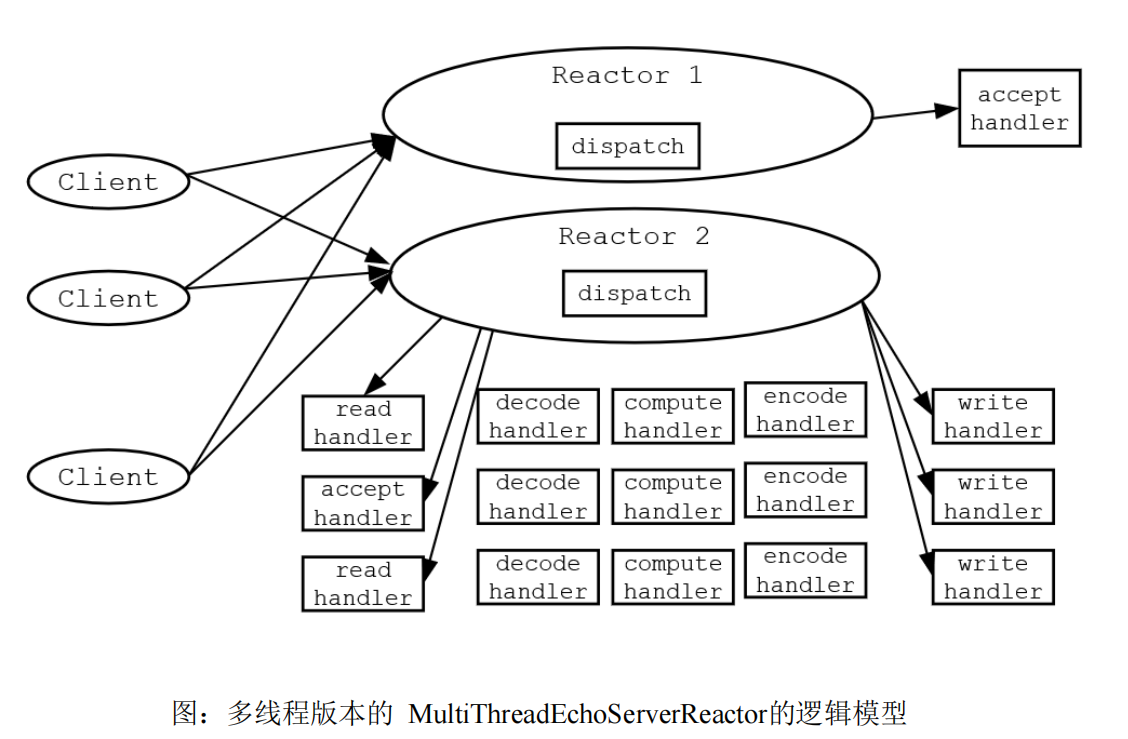 Reactor 1
dispatch
accept
handler
Client
Reactor 2
dispatch
Client
Client
read
handler
decode
handler
compute
handler
encode
handler
write
handler
accept
handler
decode
handler
compute
handler
encode
handler
write
handler
read
handler
decode
handler
compute
handler
encode
handler
write
handler
图：多线程版本的 MultiThreadEchoServerReactor的逻辑模型